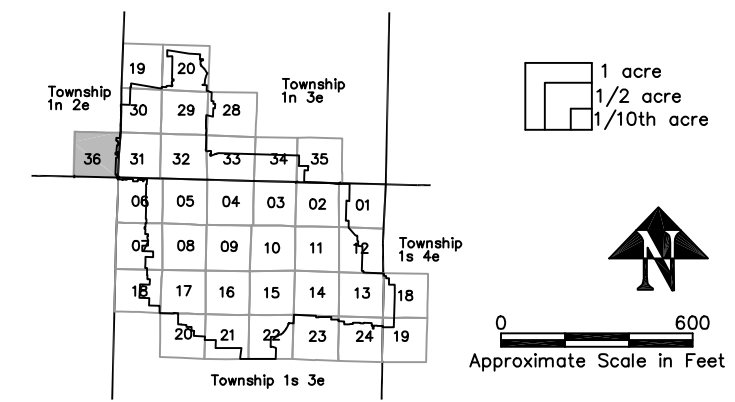 19 20
Township
1n 2e
Township
1n 3e
1 acre
1/2 acre
1/10th acre
30 29 28
36 31 32 33 34 35
06 05 04 03 02 01
07 08 09 10 11 12
Township
1s 4e
N
18 17 16 15 14 13 18
20 21 22 23 24 19
0 600
Approximate Scale in Feet
Township 1s 3e